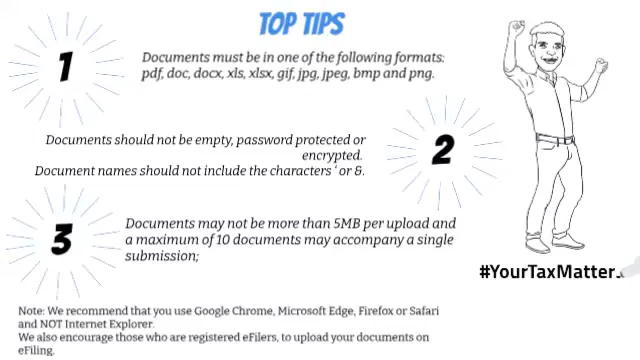 TOP TIPS
1
Documents must be in one of the following formats:
pdf, doc, docx, xls, xlsx, gif, jpg, jpeg, bmp and png.
Documents should not be empty, password protected or
encrypted.
Document names should not include the characters ‘ or &.
2
3
Documents may not be more than 5MB per upload and
a maximum of 10 documents may accompany a single
submission;
#YourTaxMatter
Note: We recommend that you use Google Chrome, Microsoft Edge, Firefox or Safari
and NOT Internet Explorer.
We also encourage those who are registered eFilers, to upload your documents on
eFiling.